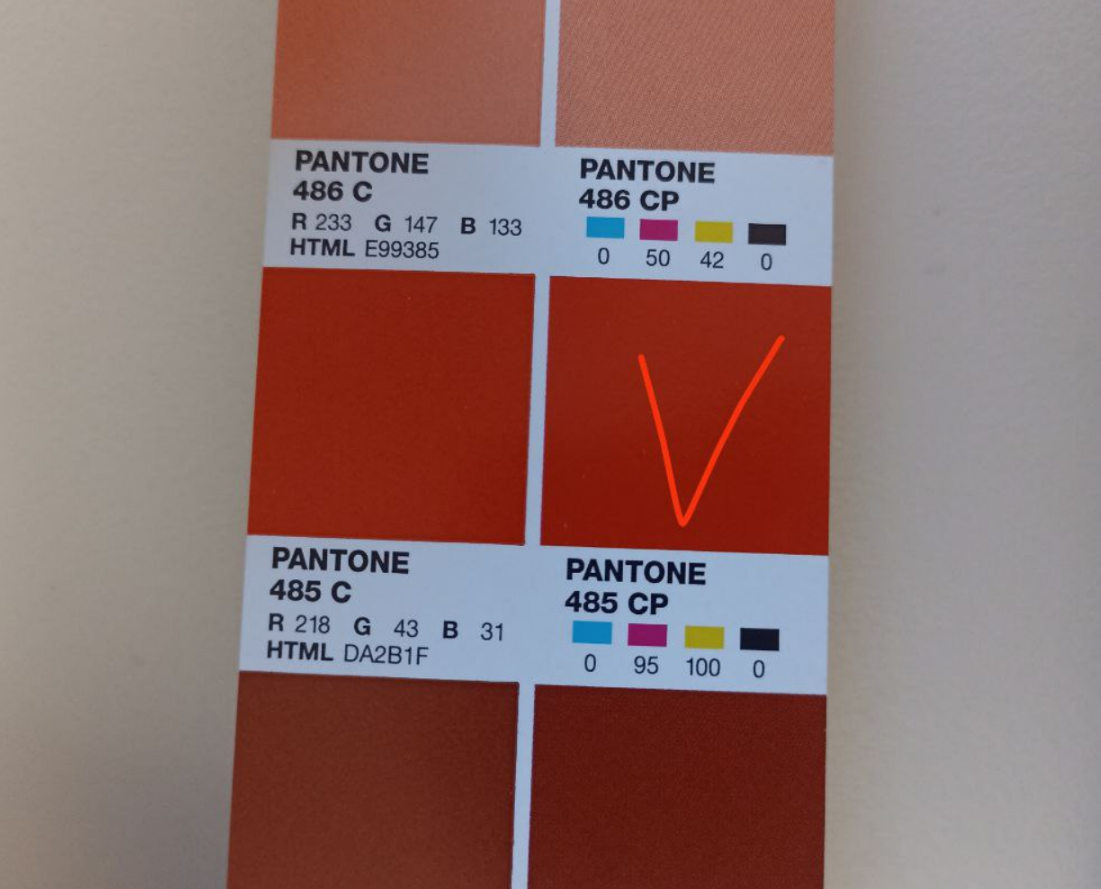 PANTONE
486 C
R 233 G 147 B 133
HTML E99385
PANTONE
486 CP
0 50 42 0
PANTONE
485 C
R 218 G 43 B 31
HTML DA2B1F
PANTONE
485 CP
0 95 100 0